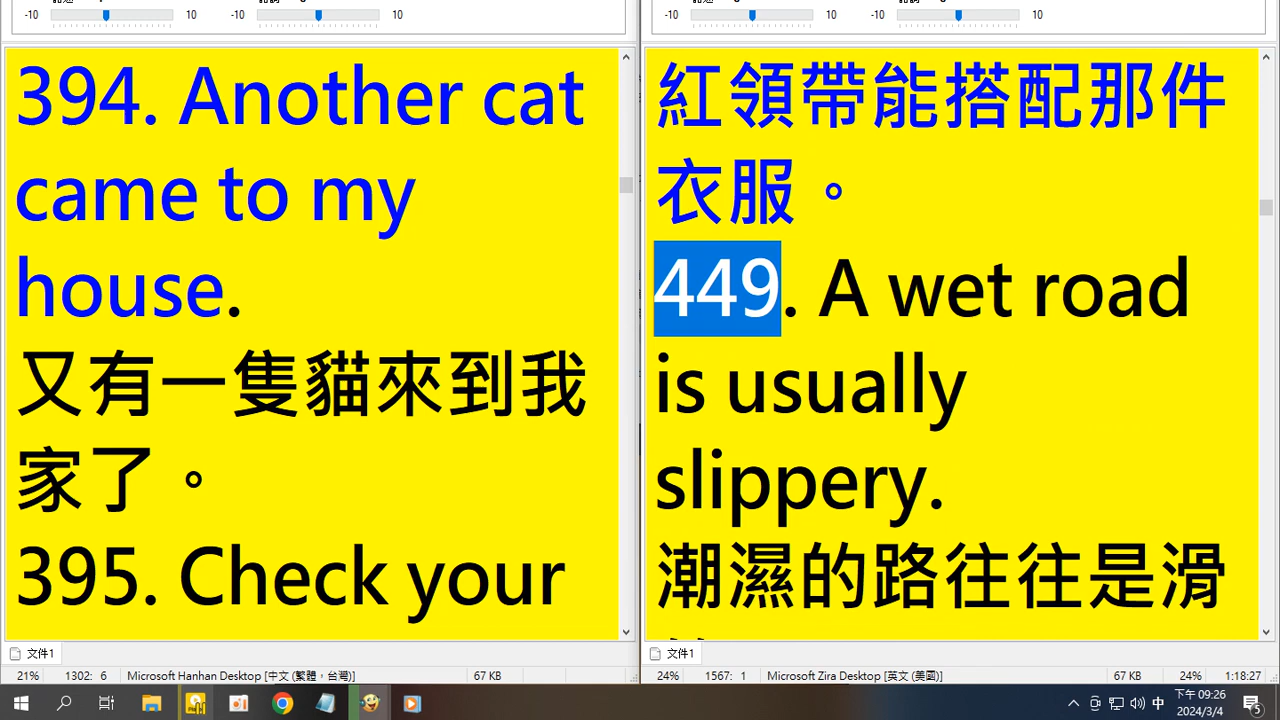 -10 10 -10 10
394. Another cat
came to my
house.
又有一隻貓來到我
家了。
395. Check your
文件1
21% 1302: 6 Microsoft Hanhan Desktop [中文 (繁體，台灣)] 67 KB
-10 10 -10 10
紅領帶能搭配那件
衣服。
449. A wet road
is usually
slippery.
潮濕的路往往是滑
文件1
24% 1567: 1 Microsoft Zira Desktop [英文 (美國)] 67 KB 24% 1:18:27
中 下午 09:26
2024/3/4
5